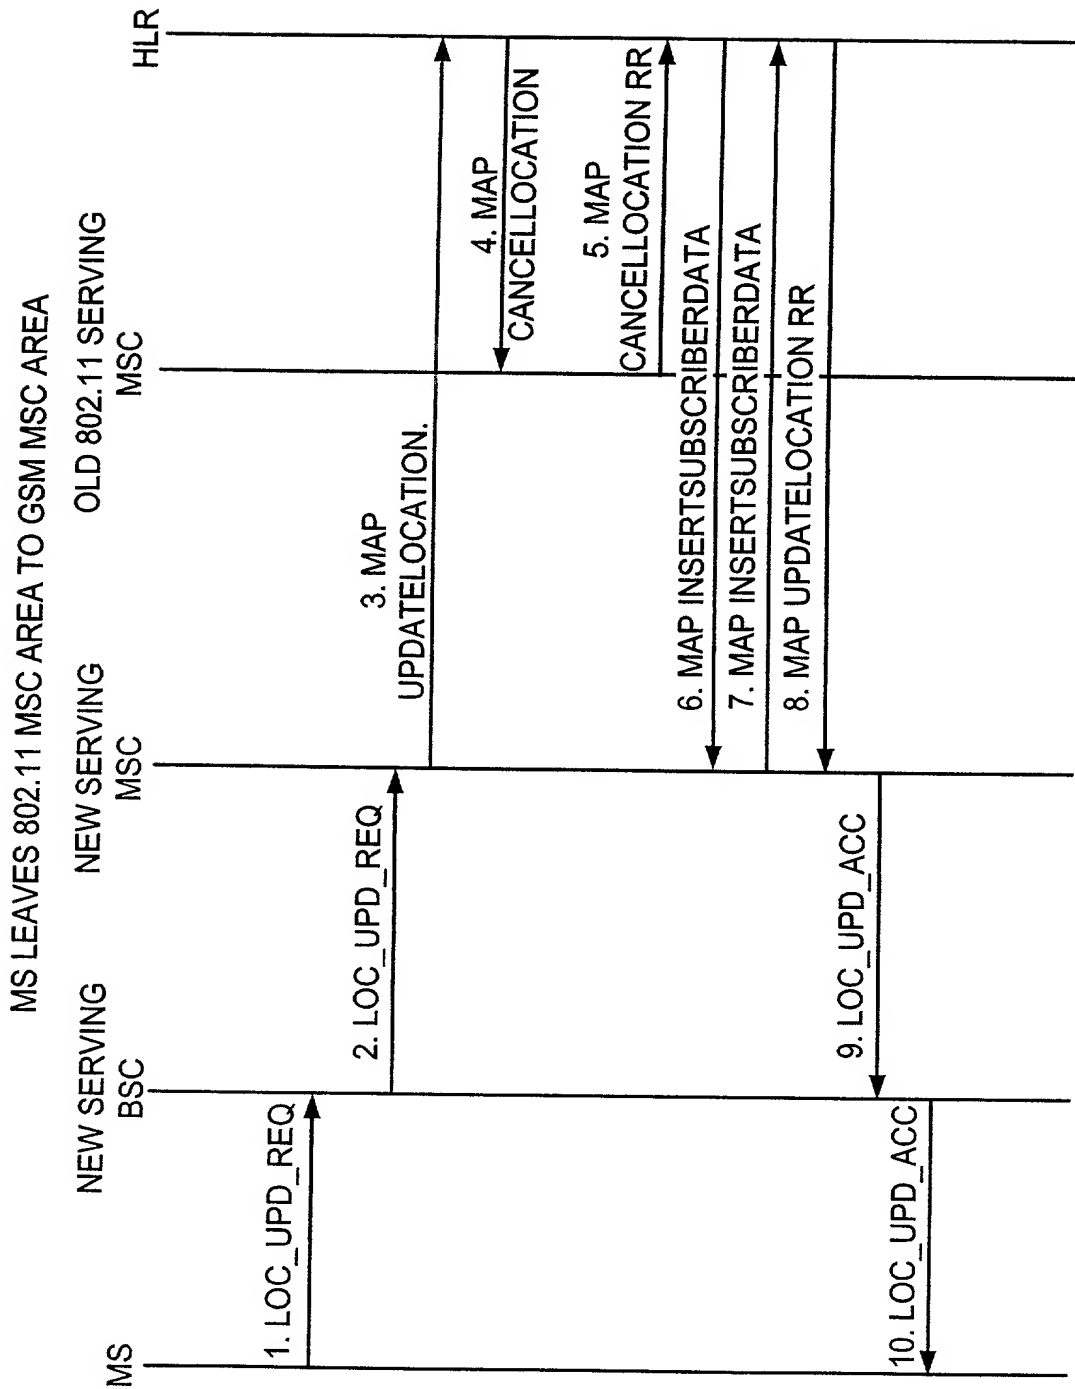 MS LEAVES 802.11 MSC AREA TO GSM MSC AREA
MS
NEW SERVING
BSC
NEW SERVING
MSC
OLD 802.11 SERVING
MSC
HLR
1. LOC_UPD_REQ
2. LOC_UPD_REQ
3. MAP
UPDATELOCATION.
4. MAP
CANCELLOCATION
5. MAP
CANCELLOCATION RR
6. MAP INSERTSUBSCRIBERDATA
7. MAP INSERTSUBSCRIBERDATA
8. MAP UPDATELOCATION RR
9. LOC_UPD_ACC
10. LOC_UPD_ACC